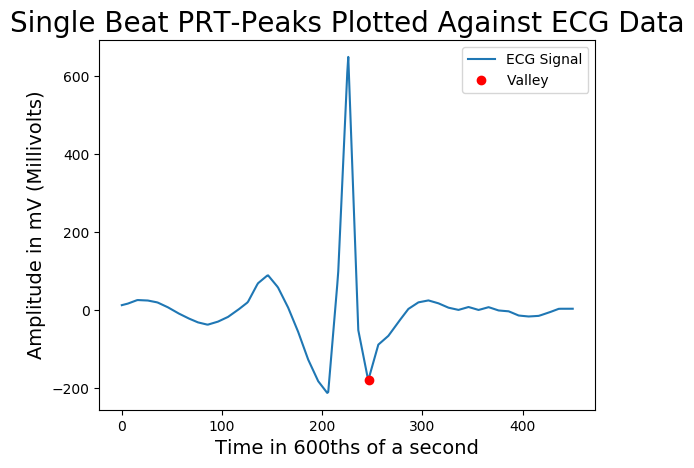 Single Beat PRT-Peaks Plotted Against ECG Data
ECG Signal
Valley
Amplitude in mV (Millivolts)
600
400
200
0
−200
0 100 200 300 400
Time in 600ths of a second